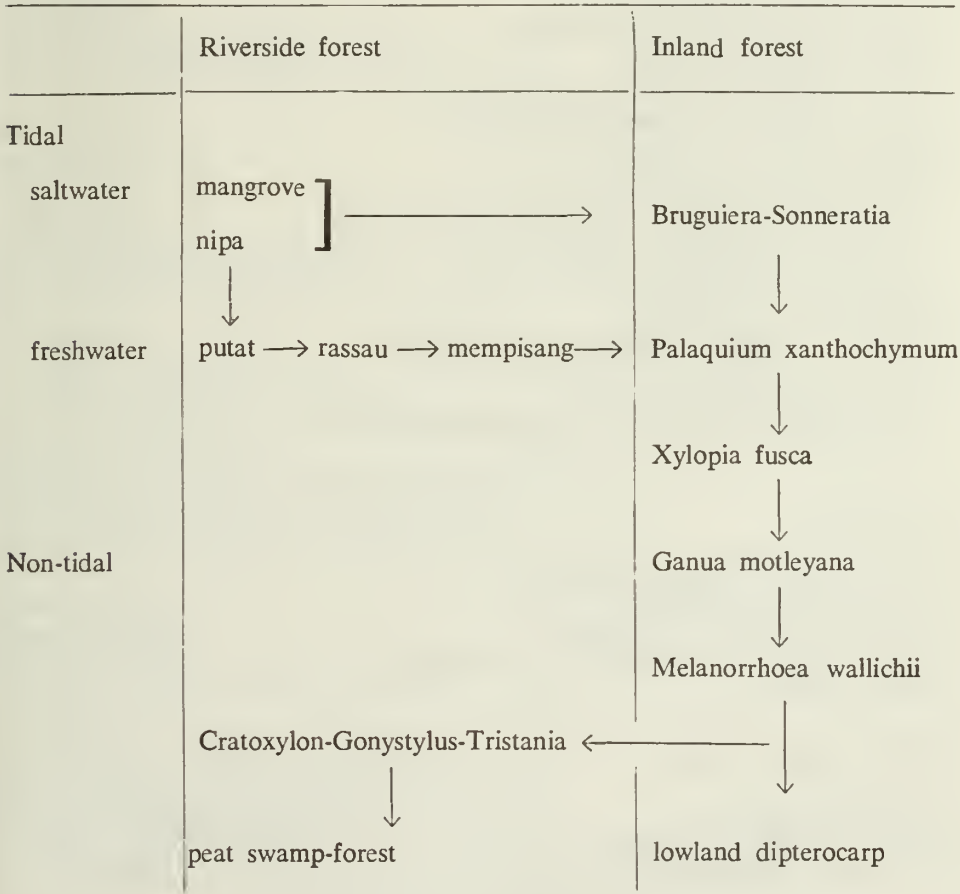 Riverside forest Inland forest
Tidal
saltwater mangrove Bruguiera-Sonneratia
nipa
freshwater putat → rassau → mempisang → Palaquium xanthochymum
Xylopia fusca
Non-tidal Ganua motleyana
Melanorrhoea wallichii
Cratoxylon-Gonystylus-Tristania ←
peat swamp-forest lowland dipterocarp